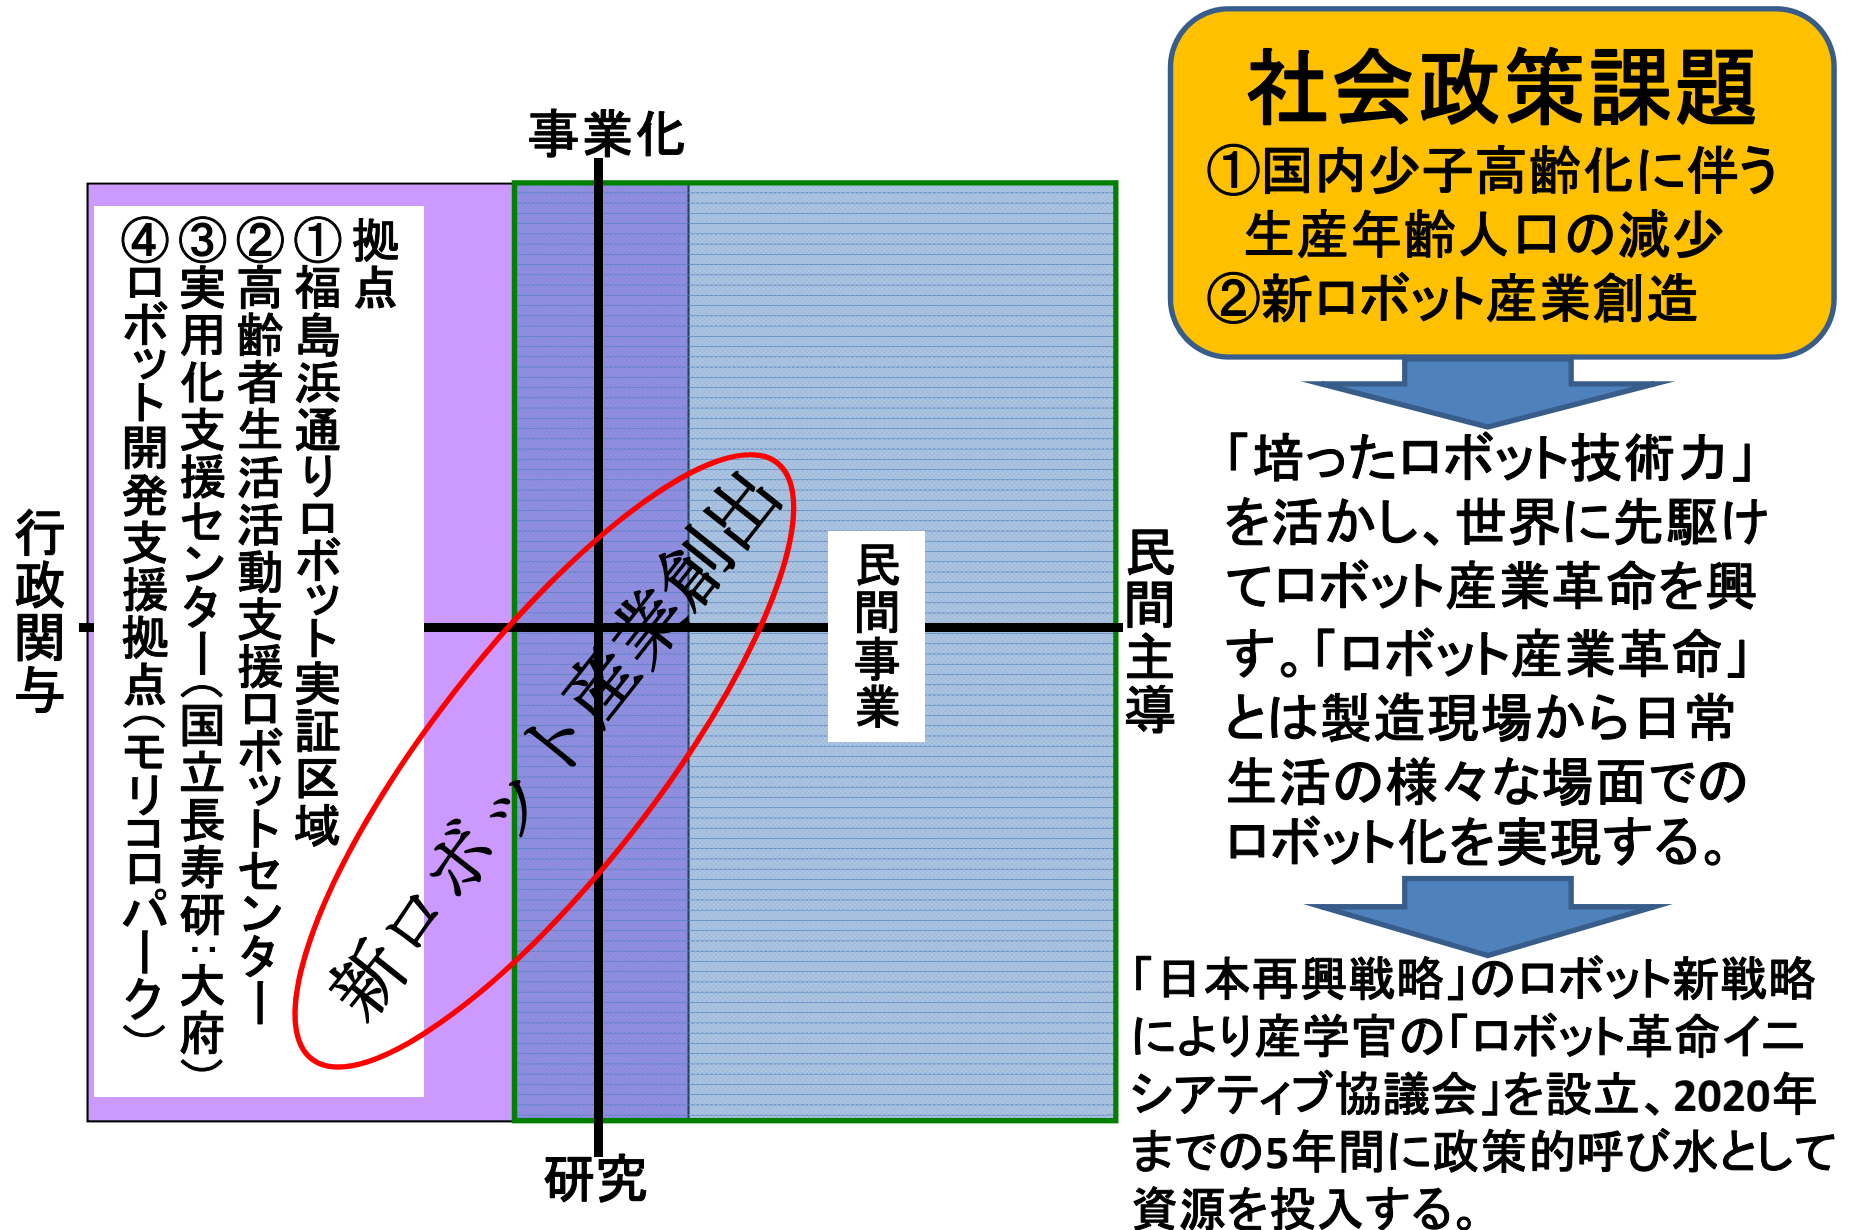 事業化
拠点
①福島浜通りロボット実証区域
②高齢者生活活動支援ロボットセンター
③実用化支援センター（国立長寿研：大府）
④ロボット開発支援拠点（モリコロパーク）
行政関与
新ロボット産業創出
民間事業
民間主導
研究
社会政策課題
①国内少子高齢化に伴う
生産年齢人口の減少
②新ロボット産業創造
「培ったロボット技術力」
を活かし、世界に先駆け
てロボット産業革命を興
す。「ロボット産業革命」
とは製造現場から日常
生活の様々な場面での
ロボット化を実現する。
「日本再興戦略」のロボット新戦略
により産学官の「ロボット革命イニ
シアティブ協議会」を設立、2020年
までの5年間に政策的呼び水として
資源を投入する。